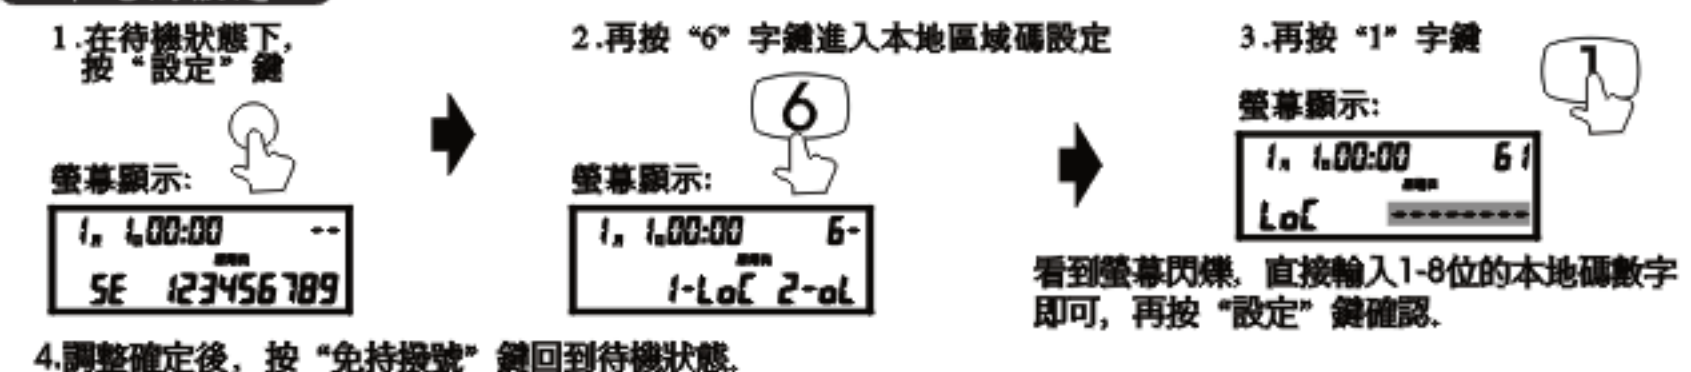 1.在待機狀態下,
按“設定”鍵
螢幕顯示:
1. 1.00:00 --
SE 123456789
2.再按“6”字鍵進入本地區域碼設定
6
螢幕顯示:
1. 1.00:00 6-
1-LoC 2-oL
3.再按“1”字鍵
1
螢幕顯示:
1. 1.00:00 61
LoC --------
看到螢幕閃爍，直接輸入1-8位的本地碼數字
即可，再按“設定”鍵確認.
4.調整確定後，按“免持撥號”鍵回到待機狀態.